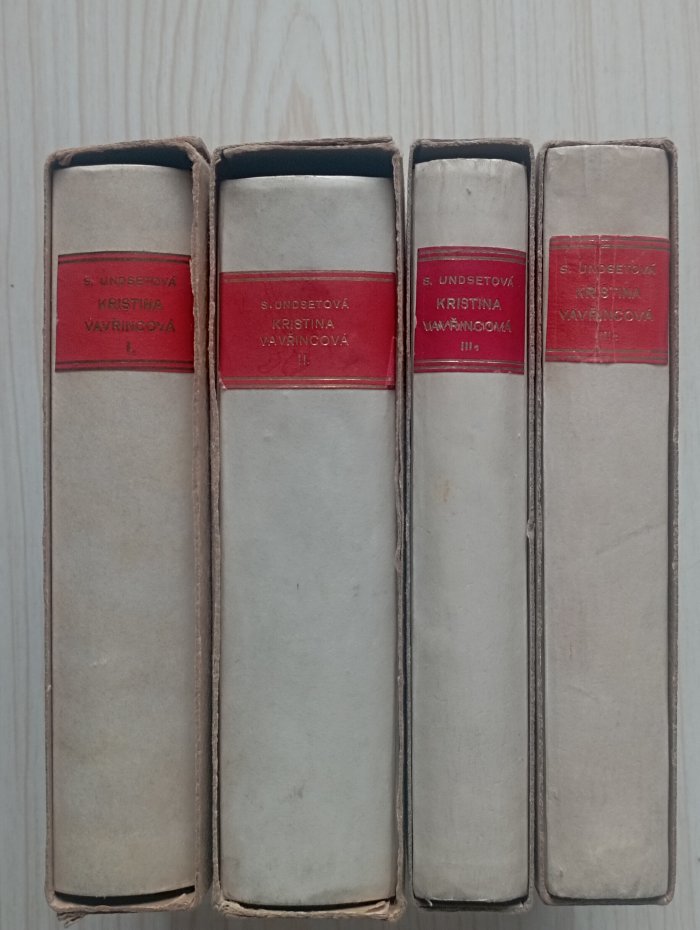 S. UNDSETOVÁ
KRISTINA
VAVŘINCOVÁ
I.
S. UNDSETOVÁ
KRISTINA
VAVŘINCOVÁ
II.
S. UNDSETOVÁ
KRISTINA
III.
S. UNDSETOVÁ
KRISTINA
VAVŘINCOVÁ